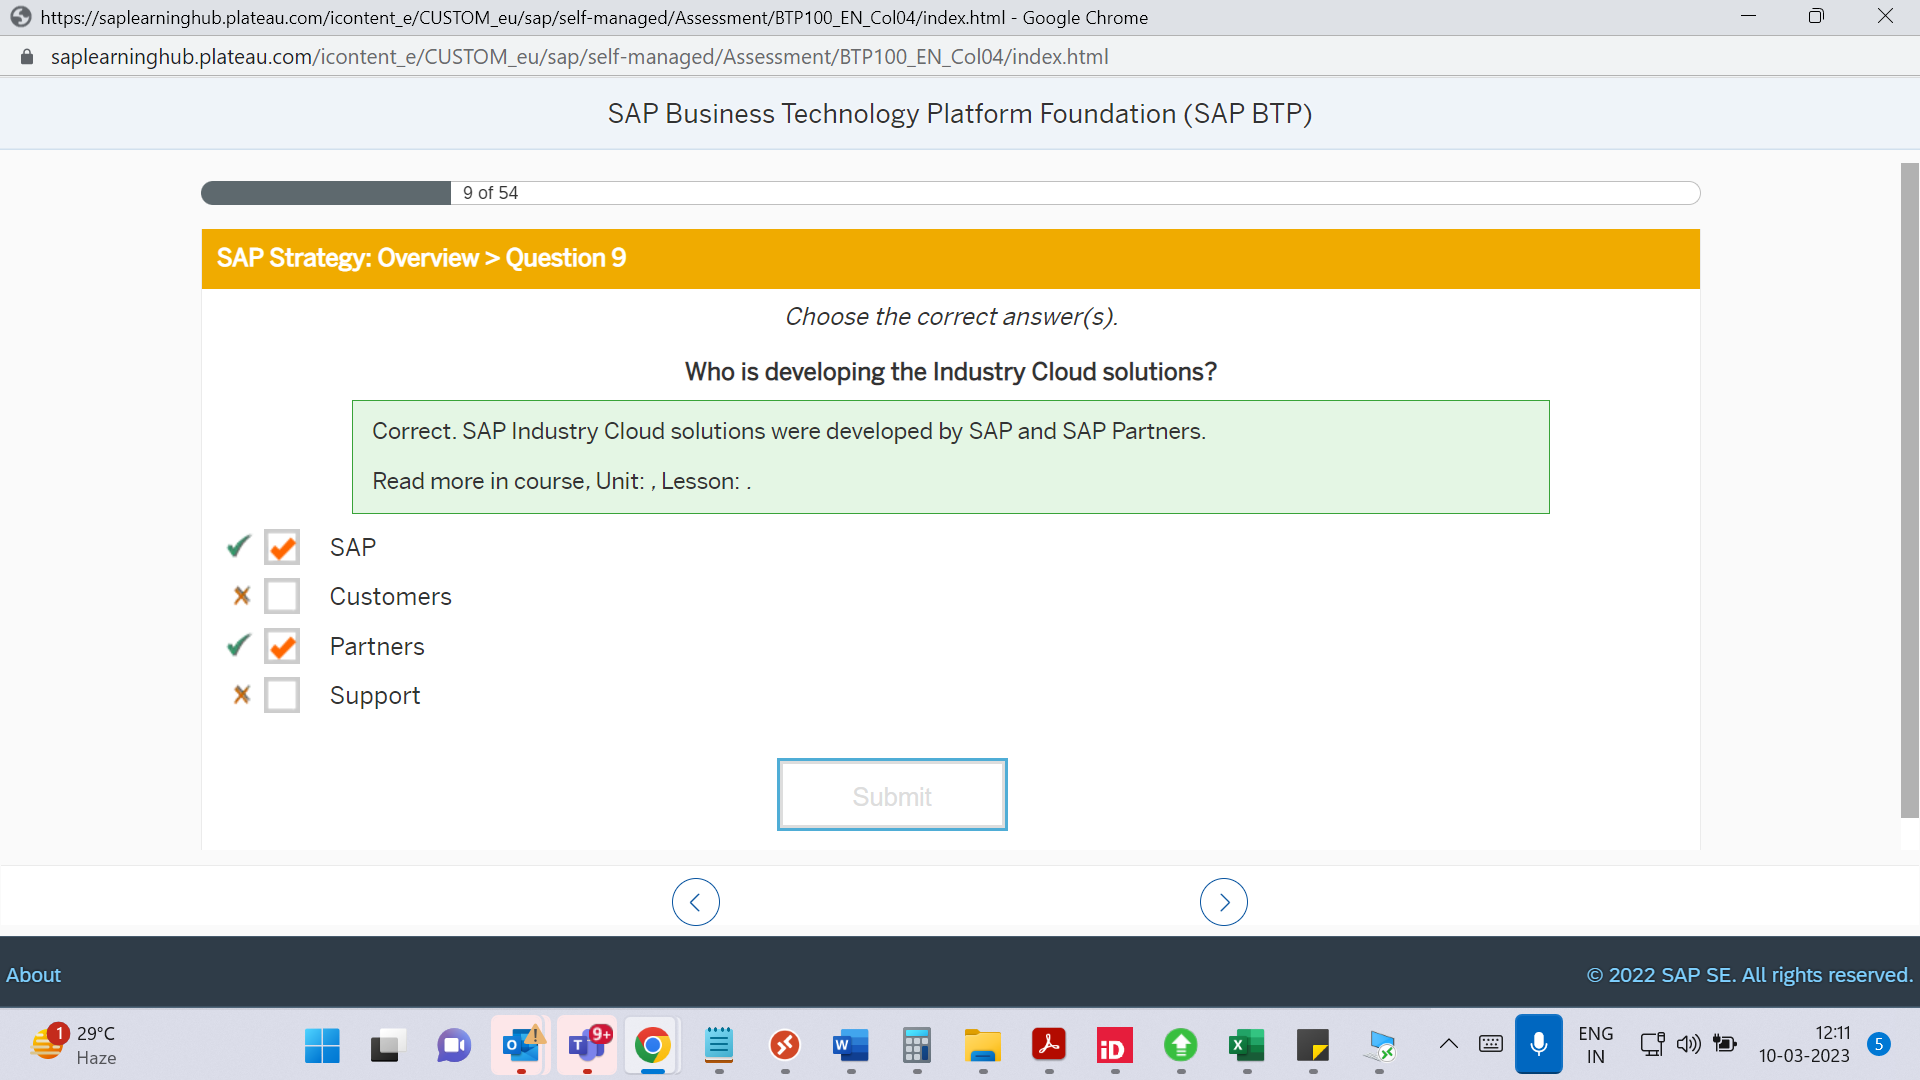 https://saplearninghub.plateau.com/icontent_e/CUSTOM_eu/sap/self-managed/Assessment/BTP100_EN_Col04/index.html - Google Chrome
saplearninghub.plateau.com/icontent_e/CUSTOM_eu/sap/self-managed/Assessment/BTP100_EN_Col04/index.html
SAP Business Technology Platform Foundation (SAP BTP)
9 of 54
SAP Strategy: Overview > Question 9
Choose the correct answer(s).
Who is developing the Industry Cloud solutions?
Correct. SAP Industry Cloud solutions were developed by SAP and SAP Partners.
Read more in course, Unit: , Lesson: .
SAP
Customers
Partners
Support
Submit
About
© 2022 SAP SE. All rights reserved.
1
29°C
Haze
O
T
9+
W
iD
X
ENG
IN
12:11
10-03-2023
5